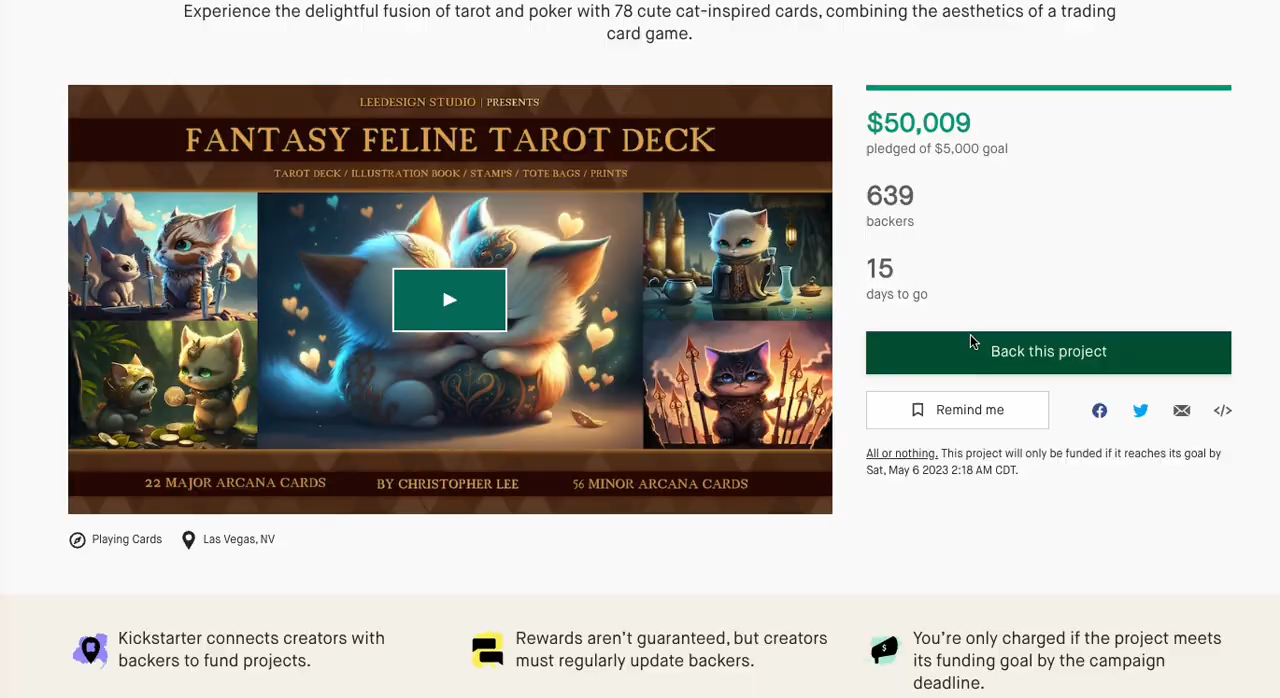 Experience the delightful fusion of tarot and poker with 78 cute cat-inspired cards, combining the aesthetics of a trading
card game.
LEEDESIGN STUDIO | PRESENTS
FANTASY FELINE TAROT DECK
TAROT DECK / ILLUSTRATION BOOK / STAMPS / TOTE BAGS / PRINTS
22 MAJOR ARCANA CARDS
BY CHRISTOPHER LEE
56 MINOR ARCANA CARDS
Playing Cards
Las Vegas, NV
$50,009
pledged of $5,000 goal
639
backers
15
days to go
Back this project
Remind me
All or nothing. This project will only be funded if it reaches its goal by
Sat, May 6 2023 2:18 AM CDT.
Kickstarter connects creators with
backers to fund projects.
Rewards aren't guaranteed, but creators
must regularly update backers.
You're only charged if the project meets
its funding goal by the campaign
deadline.